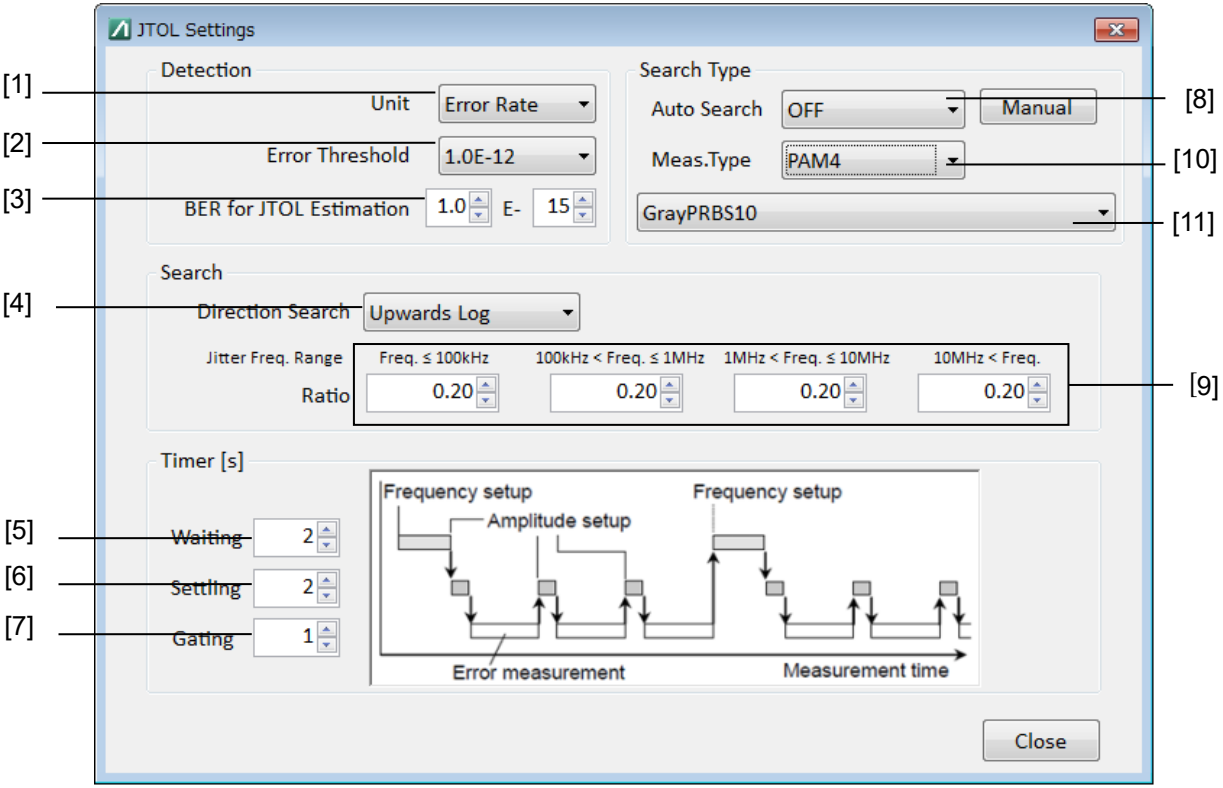 JTOL Settings
[1]
Detection
Unit
Error Rate
[2]
Error Threshold
1.0E-12
[3]
BER for JTOL Estimation
1.0
E-
15
Search Type
Auto Search
OFF
Manual
[8]
Meas.Type
PAM4
[10]
GrayPRBS10
[11]
Search
[4]
Direction Search
Upwards Log
Jitter Freq. Range
Freq. ≤ 100kHz
100kHz < Freq. ≤ 1MHz
1MHz < Freq. ≤ 10MHz
10MHz < Freq.
Ratio
0.20
0.20
0.20
0.20
[9]
Timer [s]
[5]
Waiting
2
[6]
Settling
2
[7]
Gating
1
Frequency setup
Frequency setup
Amplitude setup
Error measurement
Measurement time
Close